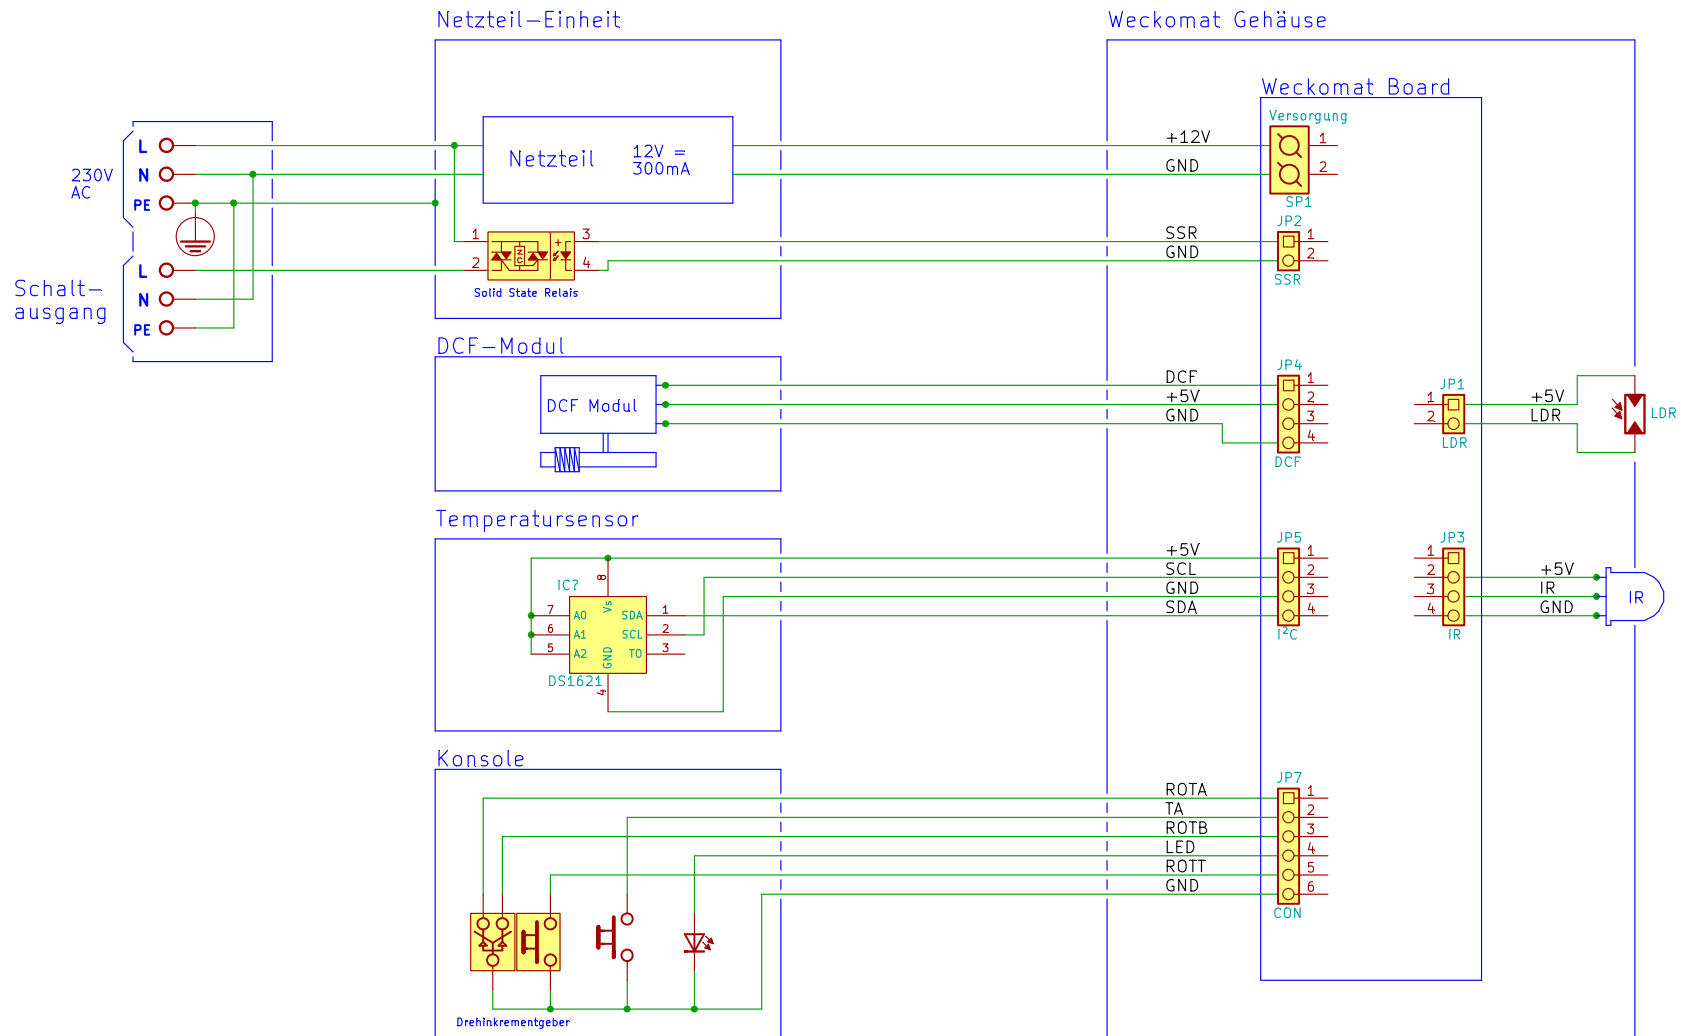 Netzteil-Einheit
Weckomat Gehäuse
Weckomat Board
Versorgung
L
N
PE
230V
AC
Netzteil
12V =
300mA
+12V
GND
1
2
SP1
L
N
PE
Schalt-
ausgang
1
2
3
4
ZC
+
Solid State Relais
SSR
GND
JP2
1
2
SSR
DCF-Modul
DCF Modul
DCF
+5V
GND
JP4
1
2
3
4
DCF
JP1
1
2
LDR
+5V
LDR
LDR
Temperatursensor
IC?
8
Vs
7
6
5
A0
A1
A2
SDA
SCL
TO
GND
1
2
3
4
DS1621
+5V
SCL
GND
SDA
JP5
1
2
3
4
I²C
JP3
1
2
3
4
IR
+5V
IR
GND
IR
Konsole
ROTA
TA
ROTB
LED
ROTT
GND
JP7
1
2
3
4
5
6
CON
Drehinkrementgeber